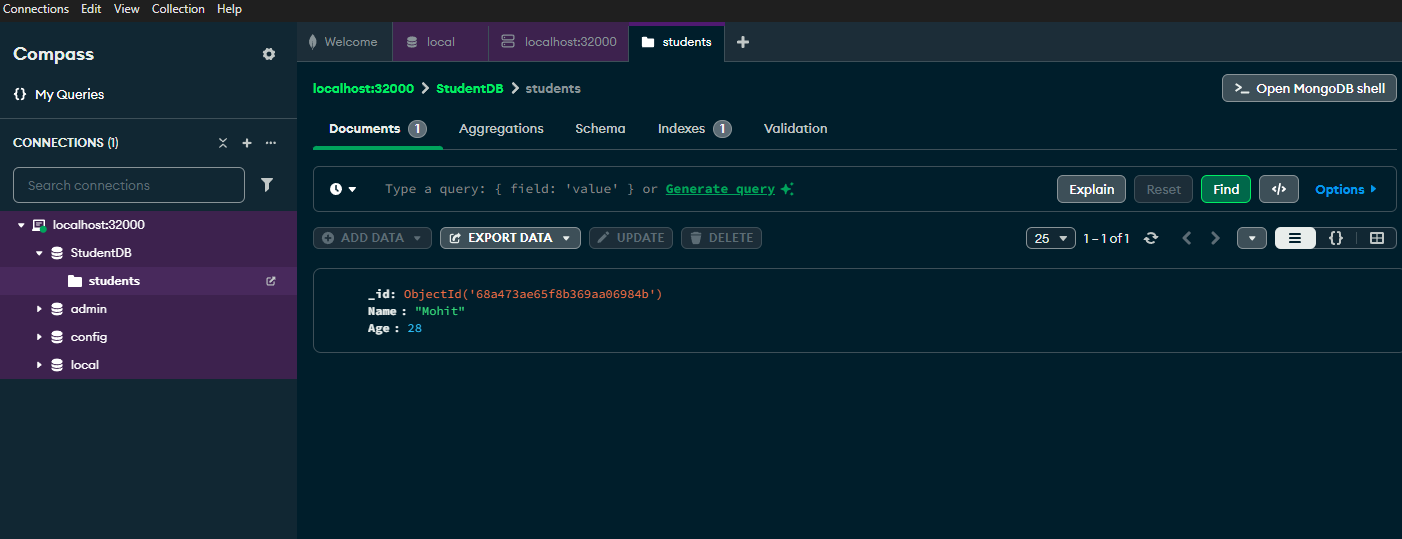 Connections Edit View Collection Help
Compass
{} My Queries
CONNECTIONS (1)
Search connections
localhost:32000
StudentDB
students
admin
config
local
Welcome local localhost:32000 students
localhost:32000 > StudentDB > students
>_ Open MongoDB shell
Documents 1 Aggregations Schema Indexes 1 Validation
Type a query: { field: 'value' } or Generate query
Explain Reset Find </> Options
ADD DATA EXPORT DATA UPDATE DELETE
25 1 – 1 of 1 {}
_id: ObjectId('68a473ae65f8b369aa06984b')
Name : "Mohit"
Age : 28